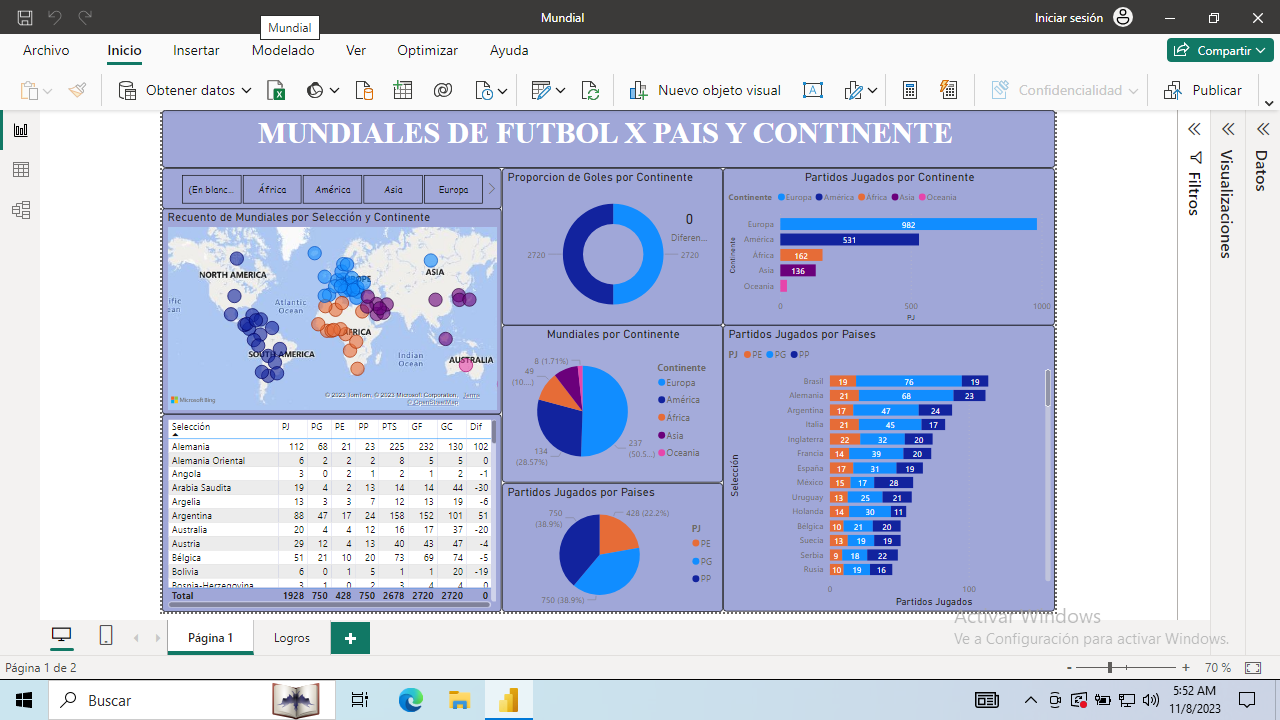 Mundial
Iniciar sesión
Mundial
Archivo
Inicio
Insertar
Modelado
Ver
Optimizar
Ayuda
Compartir
Obtener datos
Nuevo objeto visual
Confidencialidad
Publicar
MUNDIALES DE FUTBOL X PAIS Y CONTINENTE
(En blanc...
África
América
Asia
Europa
Recuento de Mundiales por Selección y Continente
NORTH AMERICA
ASIA
Atlantic
Ocean
SOUTH AMERICA
Indian
Ocean
AUSTRALIA
Microsoft Bing
© 2023 TomTom, © 2023 Microsoft Corporation, Terms
© OpenStreetMap
Selección PJ PG PE PP PTS GF GC Dif
Alemania 112 68 21 23 225 232 130 102
Alemania Oriental 6 2 2 2 8 5 5 0
Angola 3 0 2 1 2 1 2 -1
Arabia Saudita 19 4 2 13 14 14 44 -30
Argelia 13 3 3 7 12 13 19 -6
Argentina 88 47 17 24 158 152 101 51
Australia 20 4 4 12 16 17 37 -20
Austria 29 12 4 13 40 43 47 -4
Bélgica 51 21 10 20 73 69 74 -5
Bolivia 6 0 1 5 1 1 20 -19
Bosnia-Herzegovina 3 1 0 2 3 4 4 0
Total 1928 750 428 750 2678 2720 2720 0
Proporcion de Goles por Continente
0
Diferen...
2720
2720
Mundiales por Continente
8 (1,71%)
49
(10....)
134
(28.57%)
237
(50.5...)
Continente
Europa
América
África
Asia
Oceania
Partidos Jugados por Paises
750
(38.9%)
428 (22.2%)
750 (38.9%)
PJ
PE
PG
PP
Partidos Jugados por Continente
Continente Europa América África Asia Oceania
Continente
Europa 982
América 531
África 162
Asia 136
Oceania
0 500 1000
PJ
Partidos Jugados por Paises
PJ PE PG PP
Selección
Brasil 19 76 19
Alemania 21 68 23
Argentina 17 47 24
Italia 21 45 17
Inglaterra 22 32 20
Francia 14 39 20
España 17 31 19
México 15 17 28
Uruguay 13 25 21
Holanda 14 30 11
Bélgica 10 21 20
Suecia 13 19 19
Serbia 9 18 22
Rusia 10 19 16
0 100
Partidos Jugados
Filtros
Visualizaciones
Datos
Activar Windows
Ve a Configuración para activar Windows.
Página 1
Logros
Página 1 de 2
- + 70 %
Buscar
5:52 AM
11/8/2023